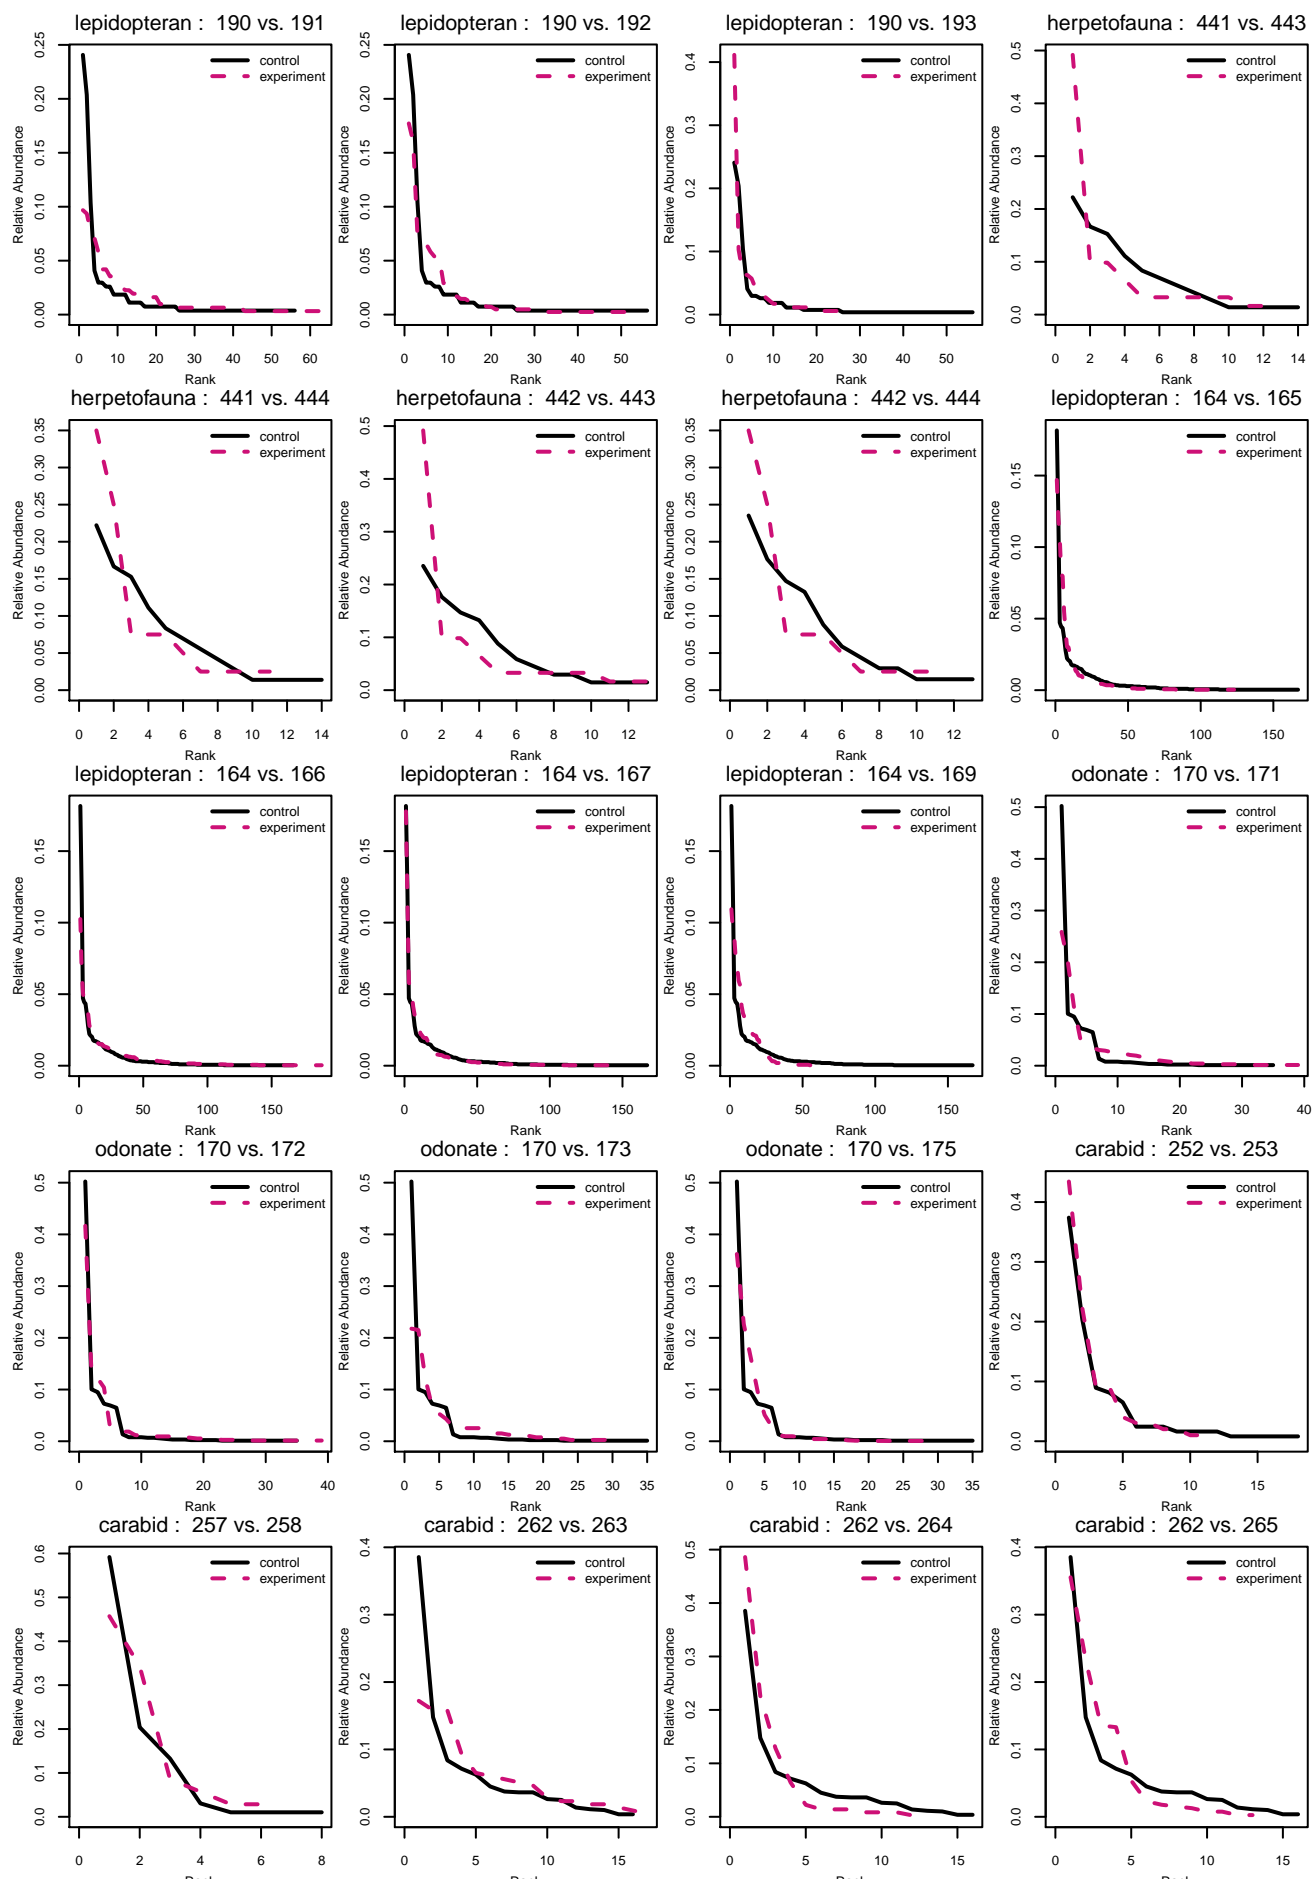 lepidopteran : 190 vs. 191
lepidopteran : 190 vs. 192
lepidopteran : 190 vs. 193
herpetofauna : 441 vs. 443
control
experiment
control
experiment
control
experiment
control
experiment
Relative Abundance
0.00 0.05 0.10 0.15 0.20 0.25
Relative Abundance
0.00 0.05 0.10 0.15 0.20 0.25
Relative Abundance
0.0 0.1 0.2 0.3 0.4
Relative Abundance
0.0 0.1 0.2 0.3 0.4 0.5
0 10 20 30 40 50 60
0 10 20 30 40 50
0 10 20 30 40 50
0 2 4 6 8 10 12 14
Rank
Rank
Rank
Rank
herpetofauna : 441 vs. 444
herpetofauna : 442 vs. 443
herpetofauna : 442 vs. 444
lepidopteran : 164 vs. 165
control
experiment
control
experiment
control
experiment
control
experiment
Relative Abundance
0.00 0.05 0.10 0.15 0.20 0.25 0.30 0.35
Relative Abundance
0.0 0.1 0.2 0.3 0.4 0.5
Relative Abundance
0.00 0.05 0.10 0.15 0.20 0.25 0.30 0.35
Relative Abundance
0.00 0.05 0.10 0.15
0 2 4 6 8 10 12 14
0 2 4 6 8 10 12
0 2 4 6 8 10 12
0 50 100 150
Rank
Rank
Rank
Rank
lepidopteran : 164 vs. 166
lepidopteran : 164 vs. 167
lepidopteran : 164 vs. 169
odonate : 170 vs. 171
control
experiment
control
experiment
control
experiment
control
experiment
Relative Abundance
0.00 0.05 0.10 0.15
Relative Abundance
0.00 0.05 0.10 0.15
Relative Abundance
0.00 0.05 0.10 0.15
Relative Abundance
0.0 0.1 0.2 0.3 0.4 0.5
0 50 100 150
0 50 100 150
0 50 100 150
0 10 20 30 40
Rank
Rank
Rank
Rank
odonate : 170 vs. 172
odonate : 170 vs. 173
odonate : 170 vs. 175
carabid : 252 vs. 253
control
experiment
control
experiment
control
experiment
control
experiment
Relative Abundance
0.0 0.1 0.2 0.3 0.4 0.5
Relative Abundance
0.0 0.1 0.2 0.3 0.4 0.5
Relative Abundance
0.0 0.1 0.2 0.3 0.4 0.5
Relative Abundance
0.0 0.1 0.2 0.3 0.4
0 10 20 30 40
0 5 10 15 20 25 30 35
0 5 10 15 20 25 30 35
0 5 10 15
Rank
Rank
Rank
Rank
carabid : 257 vs. 258
carabid : 262 vs. 263
carabid : 262 vs. 264
carabid : 262 vs. 265
control
experiment
control
experiment
control
experiment
control
experiment
Relative Abundance
0.0 0.1 0.2 0.3 0.4 0.5 0.6
Relative Abundance
0.0 0.1 0.2 0.3 0.4
Relative Abundance
0.0 0.1 0.2 0.3 0.4 0.5
Relative Abundance
0.0 0.1 0.2 0.3 0.4
0 2 4 6 8
0 5 10 15
0 5 10 15
0 5 10 15